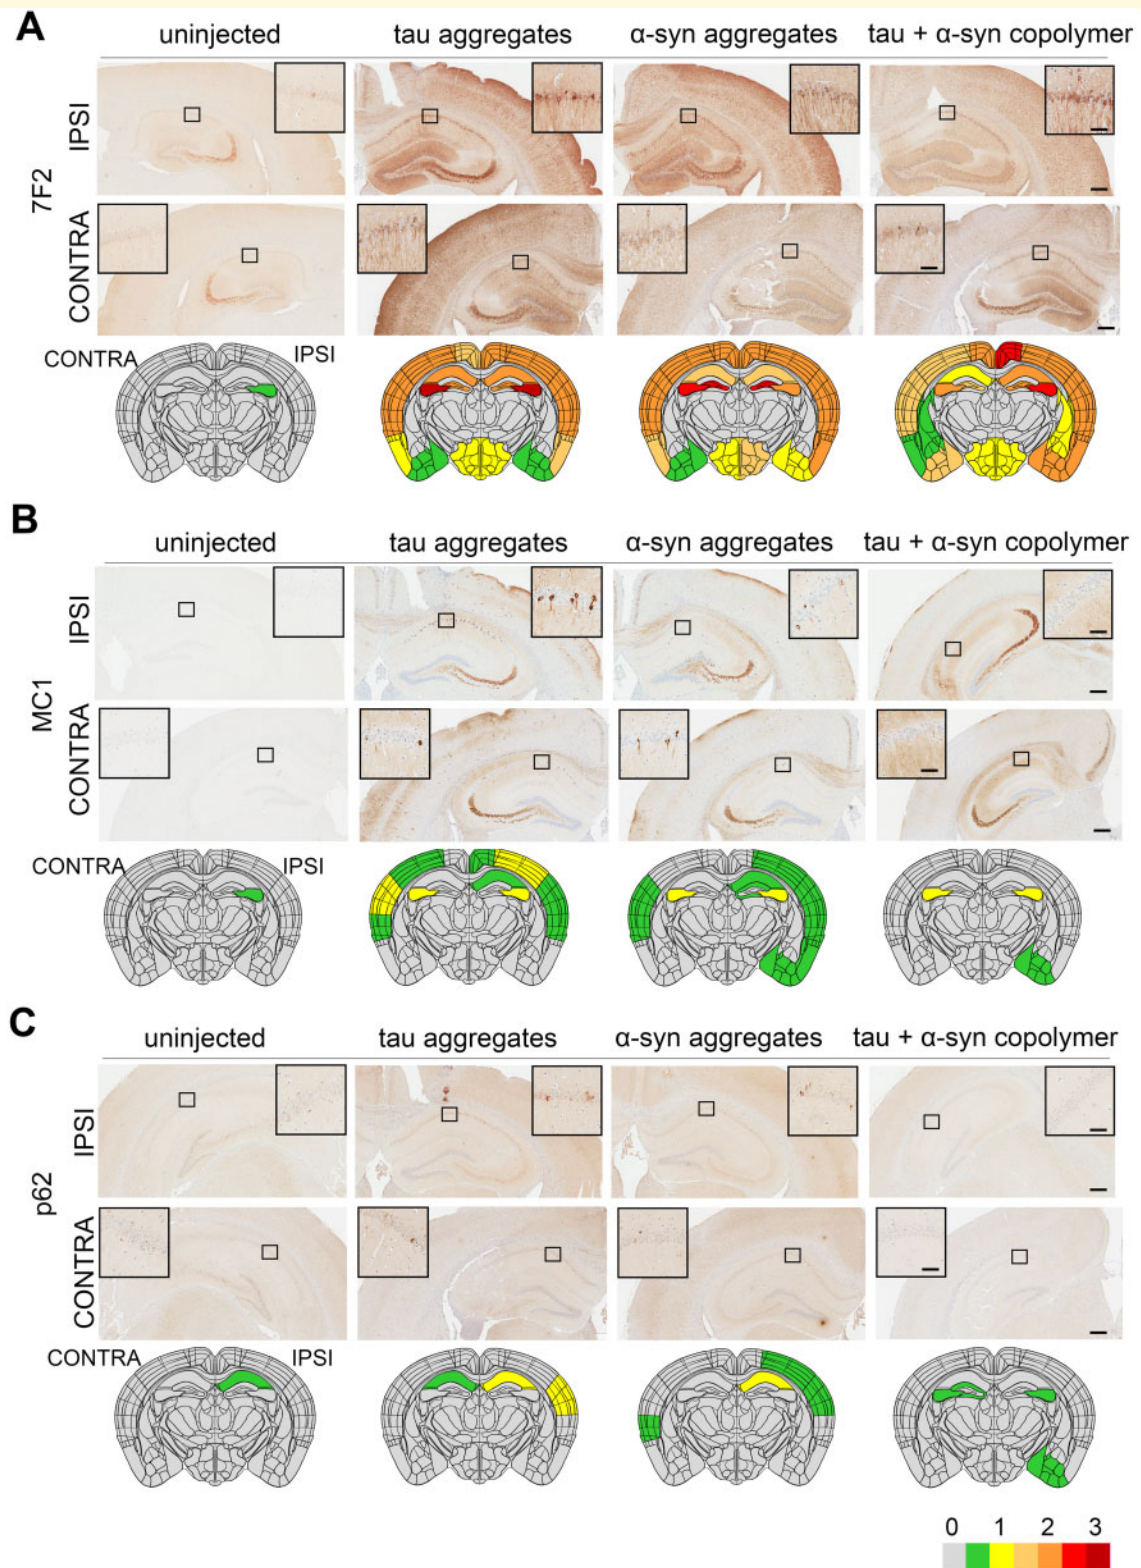 A
uninjected tau aggregates α-syn aggregates tau + α-syn copolymer
7F2
IPSI
CONTRA
CONTRA IPSI
B
uninjected tau aggregates α-syn aggregates tau + α-syn copolymer
MC1
IPSI
CONTRA
CONTRA IPSI
C
uninjected tau aggregates α-syn aggregates tau + α-syn copolymer
p62
IPSI
CONTRA
CONTRA IPSI
0 1 2 3